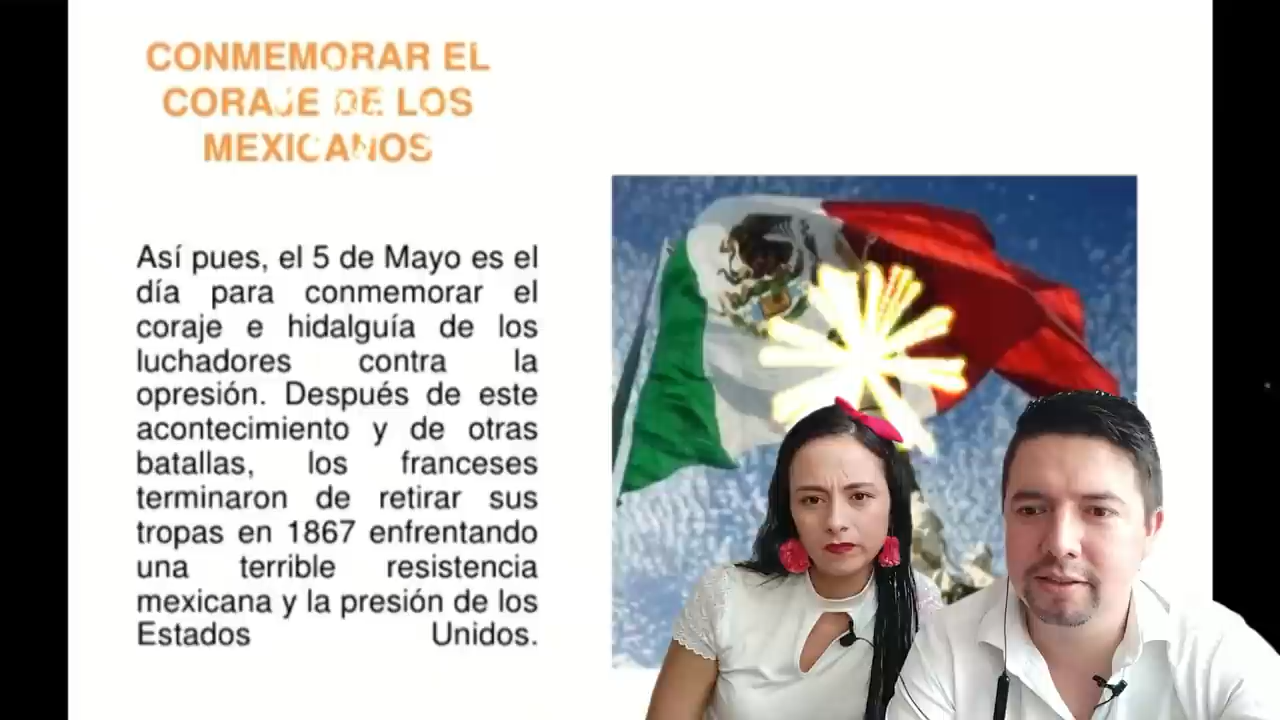 CONMEMORAR EL
CORAJE DE LOS
MEXICANOS
Así pues, el 5 de Mayo es el
día para conmemorar el
coraje e hidalguía de los
luchadores contra la
opresión. Después de este
acontecimiento y de otras
batallas, los franceses
terminaron de retirar sus
tropas en 1867 enfrentando
una terrible resistencia
mexicana y la presión de los
Estados Unidos.